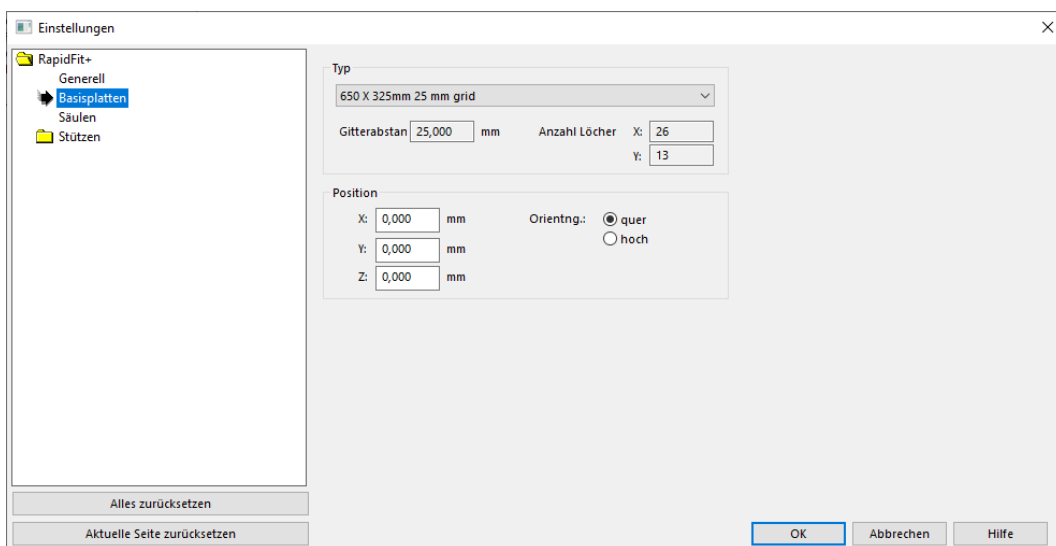 Einstellungen
RapidFit+
Generell
Basisplatten
Säulen
Stützen
Alles zurücksetzen
Aktuelle Seite zurücksetzen
Typ
650 X 325mm 25 mm grid
Gitterabstan 25,000 mm Anzahl Löcher X: 26
Y: 13
Position
X: 0,000 mm Orientng.: quer
hoch
Y: 0,000 mm
Z: 0,000 mm
OK Abbrechen Hilfe